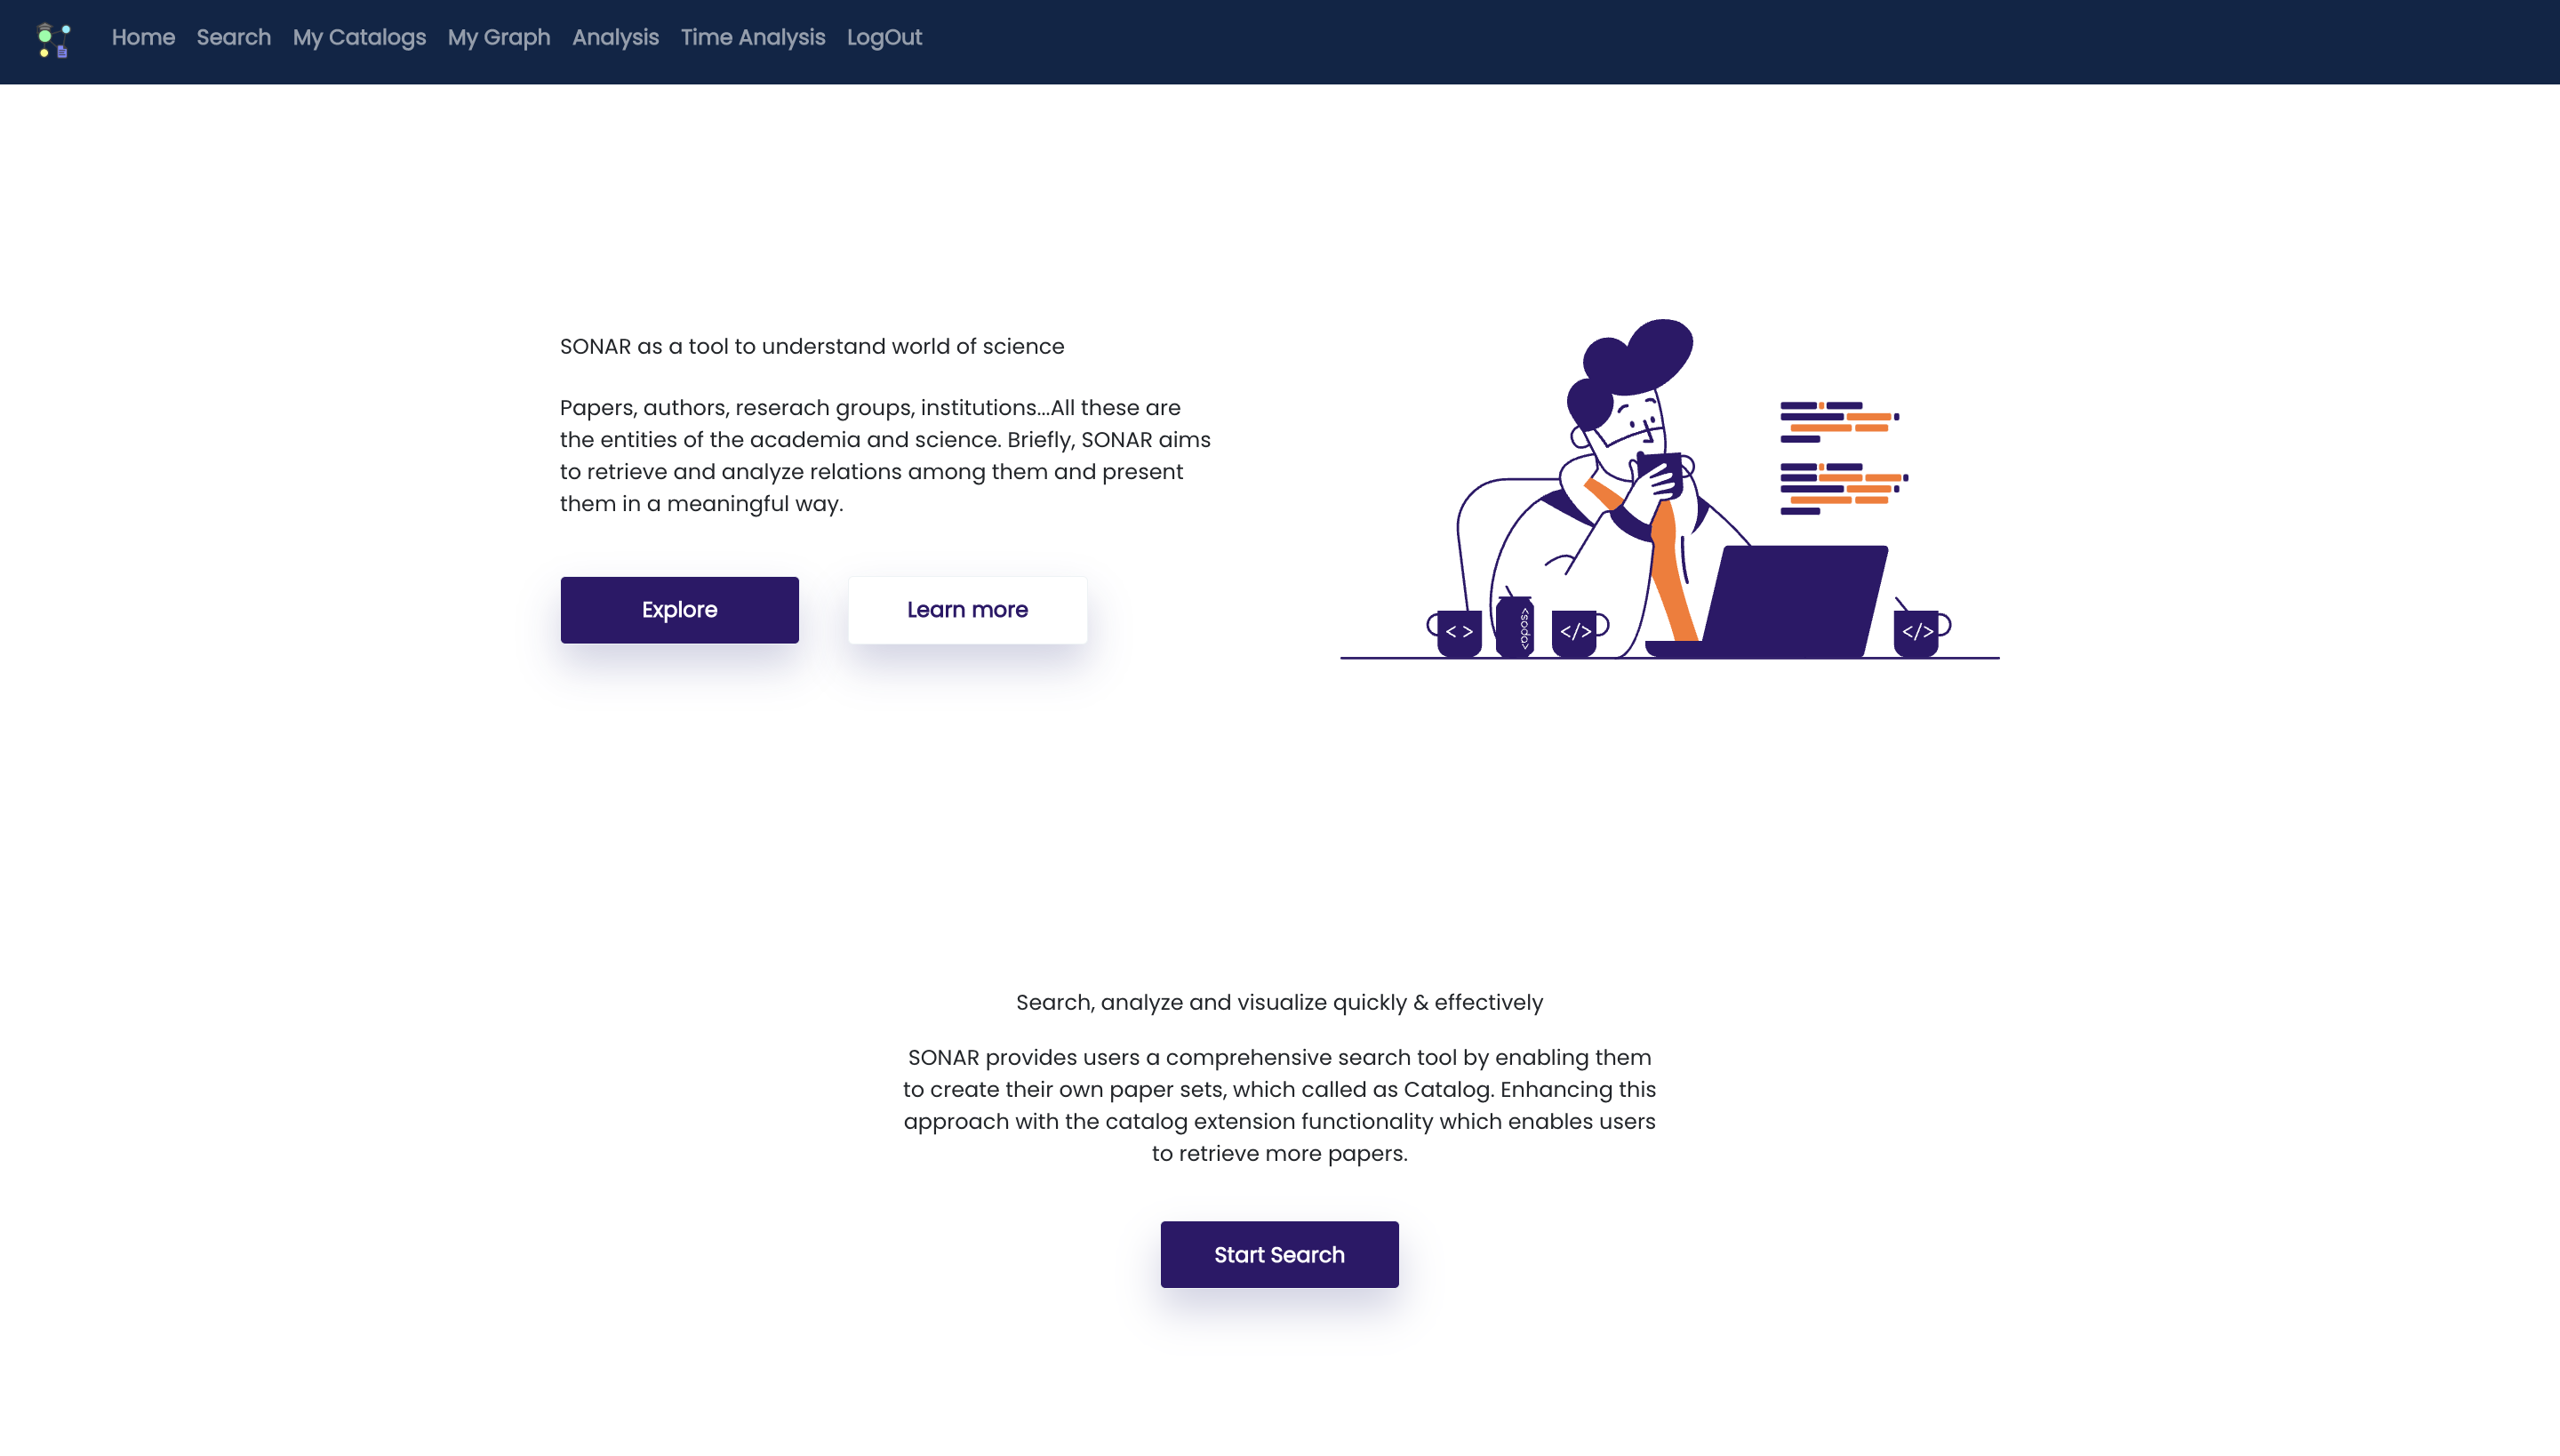 Home Search My Catalogs My Graph Analysis Time Analysis LogOut
SONAR as a tool to understand world of science
Papers, authors, reserach groups, institutions...All these are
the entities of the academia and science. Briefly, SONAR aims
to retrieve and analyze relations among them and present
them in a meaningful way.
Explore Learn more
< >
<soda>
</>
</>
Search, analyze and visualize quickly & effectively
SONAR provides users a comprehensive search tool by enabling them
to create their own paper sets, which called as Catalog. Enhancing this
approach with the catalog extension functionality which enables users
to retrieve more papers.
Start Search